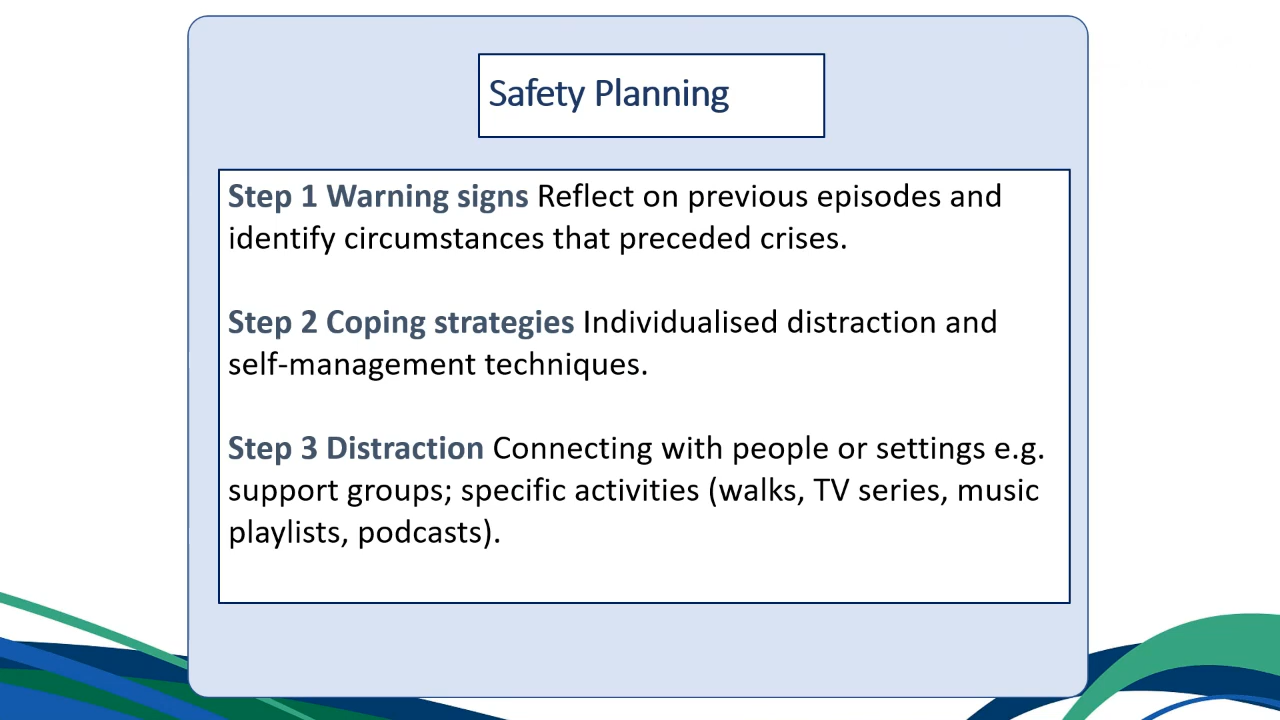 Safety Planning
Step 1 Warning signs Reflect on previous episodes and
identify circumstances that preceded crises.
Step 2 Coping strategies Individualised distraction and
self-management techniques.
Step 3 Distraction Connecting with people or settings e.g.
support groups; specific activities (walks, TV series, music
playlists, podcasts).